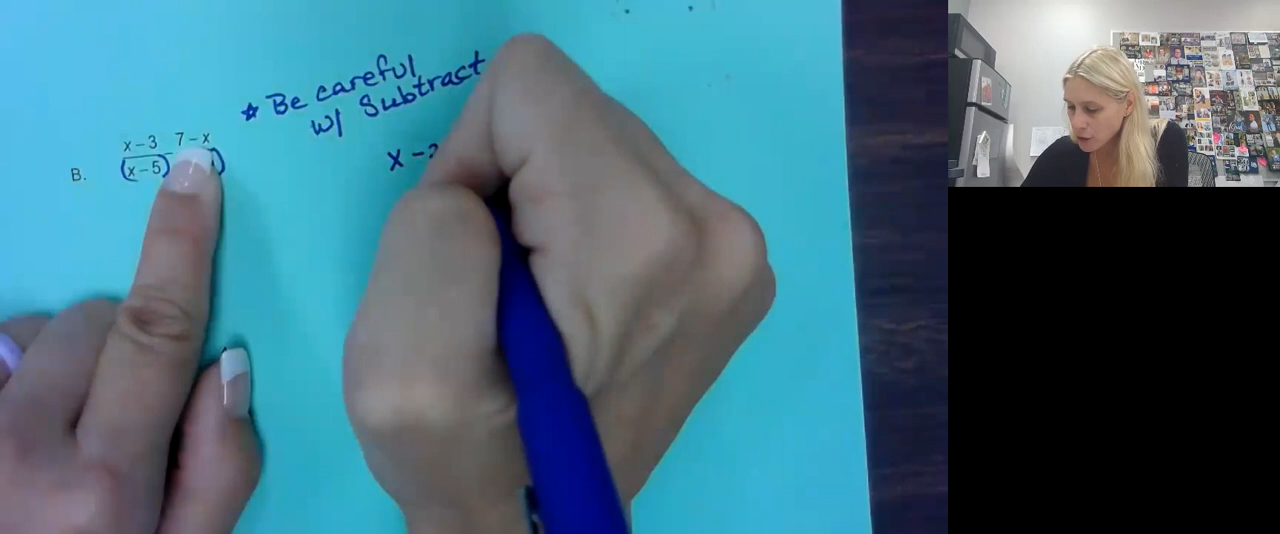 * Be careful
w/ Subtract
x-3 7-x
B. (x-5)
x-